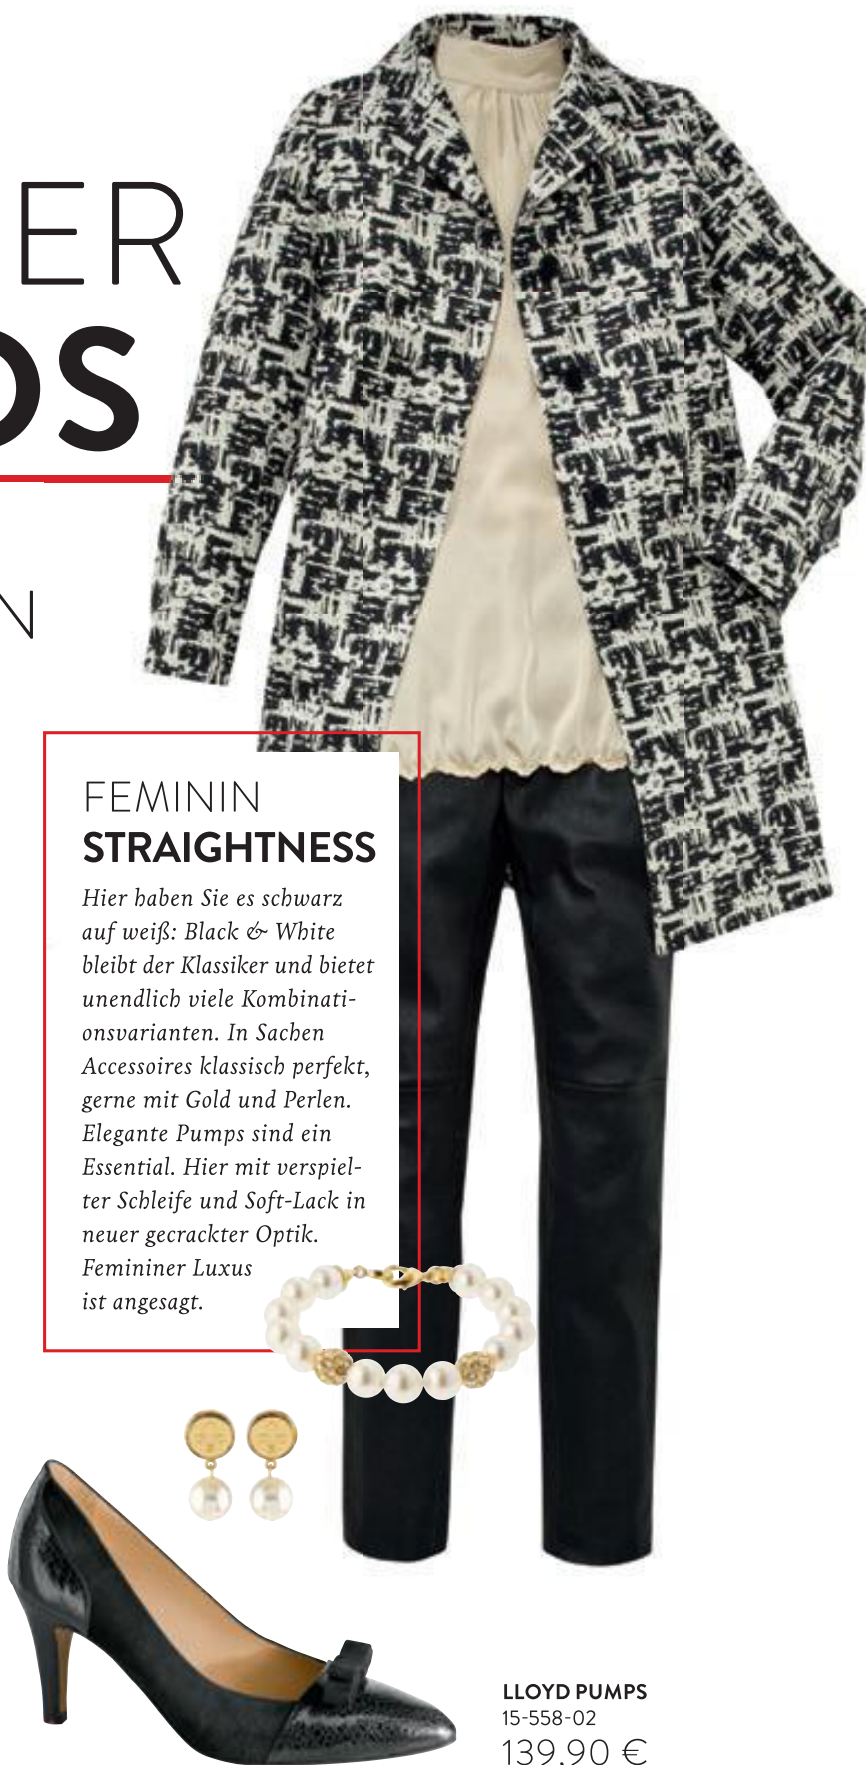 ER
OS
N
FEMININ
STRAIGHTNESS
Hier haben Sie es schwarz
auf weiß: Black & White
bleibt der Klassiker und bietet
unendlich viele Kombinati-
onsvarianten. In Sachen
Accessoires klassisch perfekt,
gerne mit Gold und Perlen.
Elegante Pumps sind ein
Essential. Hier mit verspiel-
ter Schleife und Soft-Lack in
neuer gecrackter Optik.
Femininer Luxus
ist angesagt.
LLOYD PUMPS
15-558-02
139,90 €